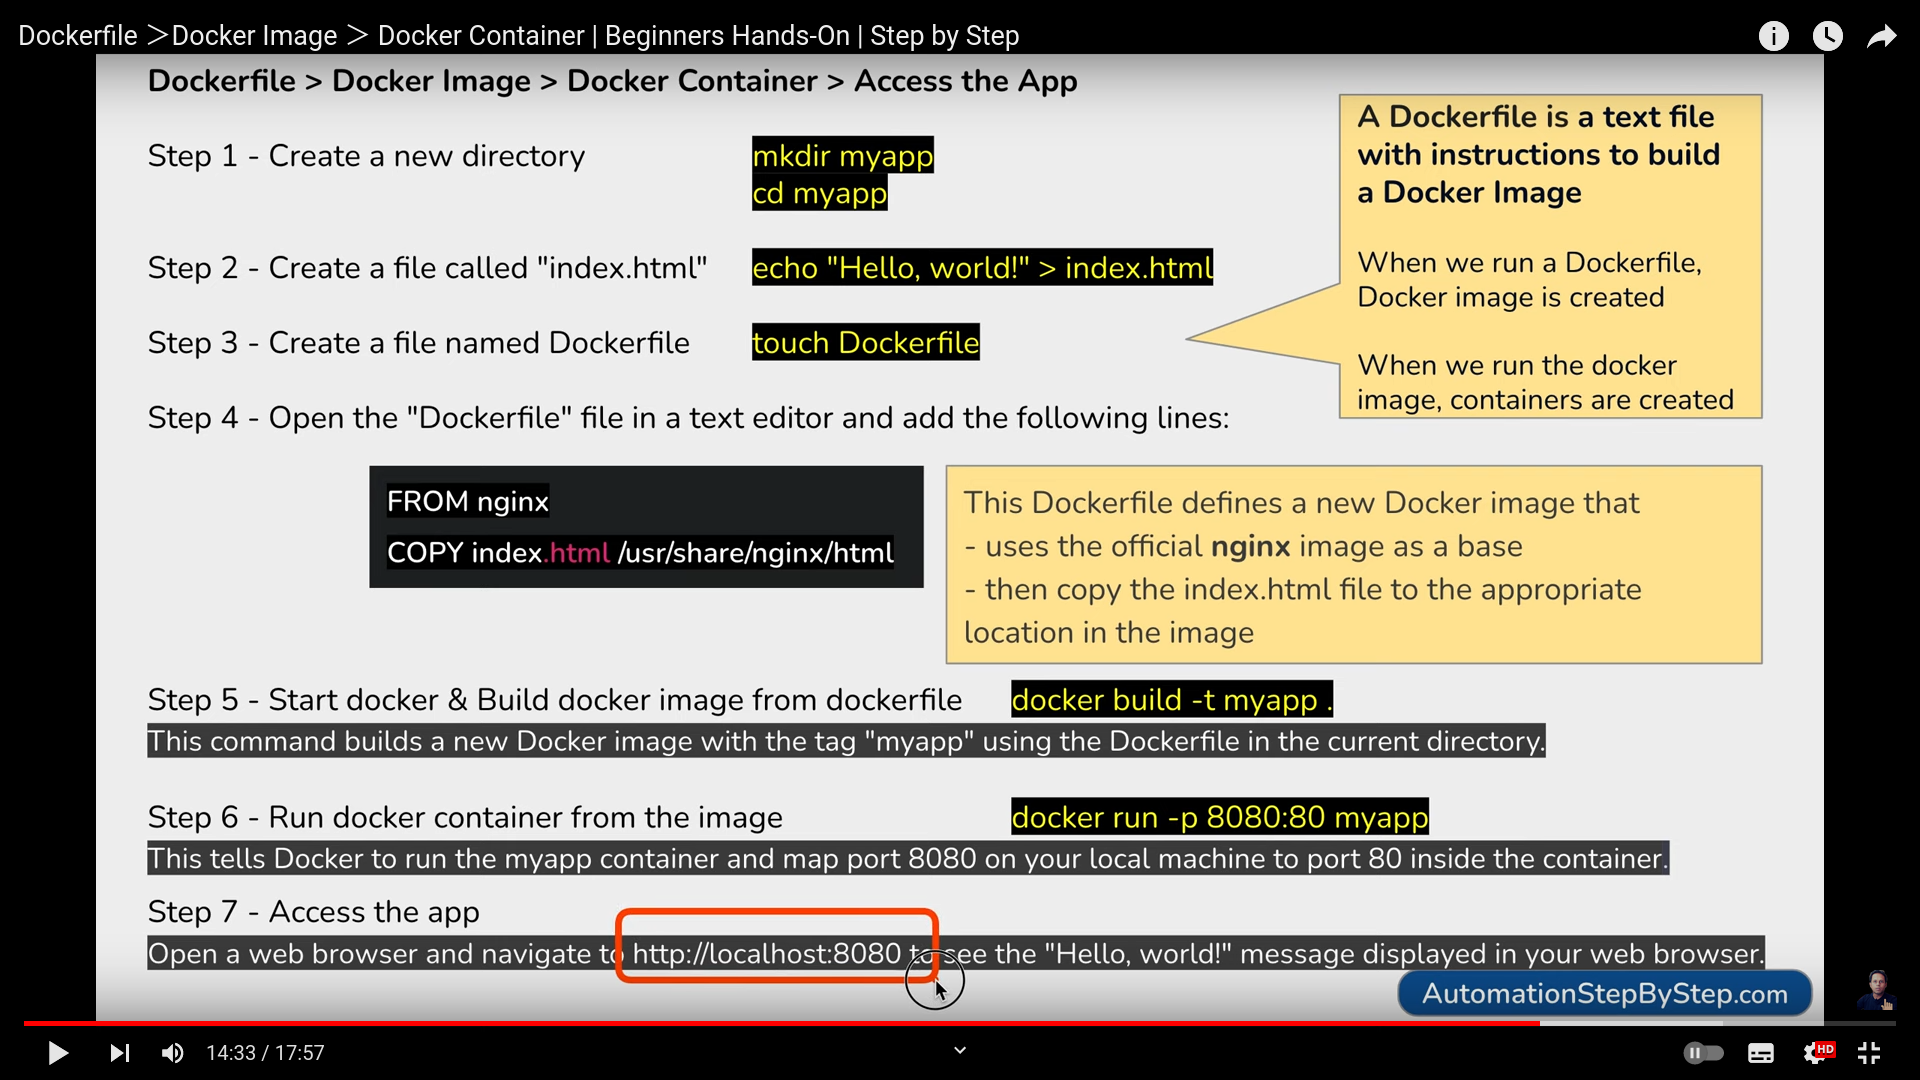 Dockerfile >Docker Image > Docker Container | Beginners Hands-On | Step by Step
Dockerfile > Docker Image > Docker Container > Access the App
Step 1 - Create a new directory
mkdir myapp
cd myapp
Step 2 - Create a file called "index.html"
echo "Hello, world!" > index.html
Step 3 - Create a file named Dockerfile
touch Dockerfile
A Dockerfile is a text file
with instructions to build
a Docker Image
When we run a Dockerfile,
Docker image is created
When we run the docker
image, containers are created
Step 4 - Open the "Dockerfile" file in a text editor and add the following lines:
FROM nginx
COPY index.html /usr/share/nginx/html
This Dockerfile defines a new Docker image that
- uses the official nginx image as a base
- then copy the index.html file to the appropriate
location in the image
Step 5 - Start docker & Build docker image from dockerfile
docker build -t myapp .
This command builds a new Docker image with the tag "myapp" using the Dockerfile in the current directory.
Step 6 - Run docker container from the image
docker run -p 8080:80 myapp
This tells Docker to run the myapp container and map port 8080 on your local machine to port 80 inside the container.
Step 7 - Access the app
Open a web browser and navigate to http://localhost:8080 to see the "Hello, world!" message displayed in your web browser.
AutomationStepByStep.com
14:33 / 17:57
HD